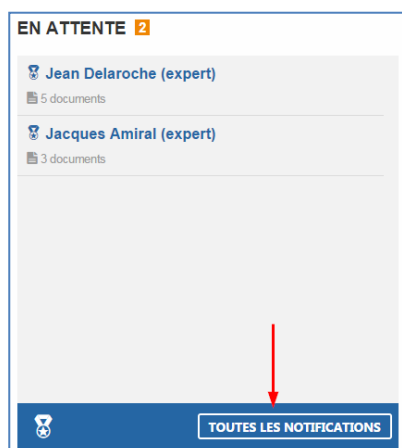 EN ATTENTE 2
Jean Delaroche (expert)
5 documents
Jacques Amiral (expert)
3 documents
TOUTES LES NOTIFICATIONS